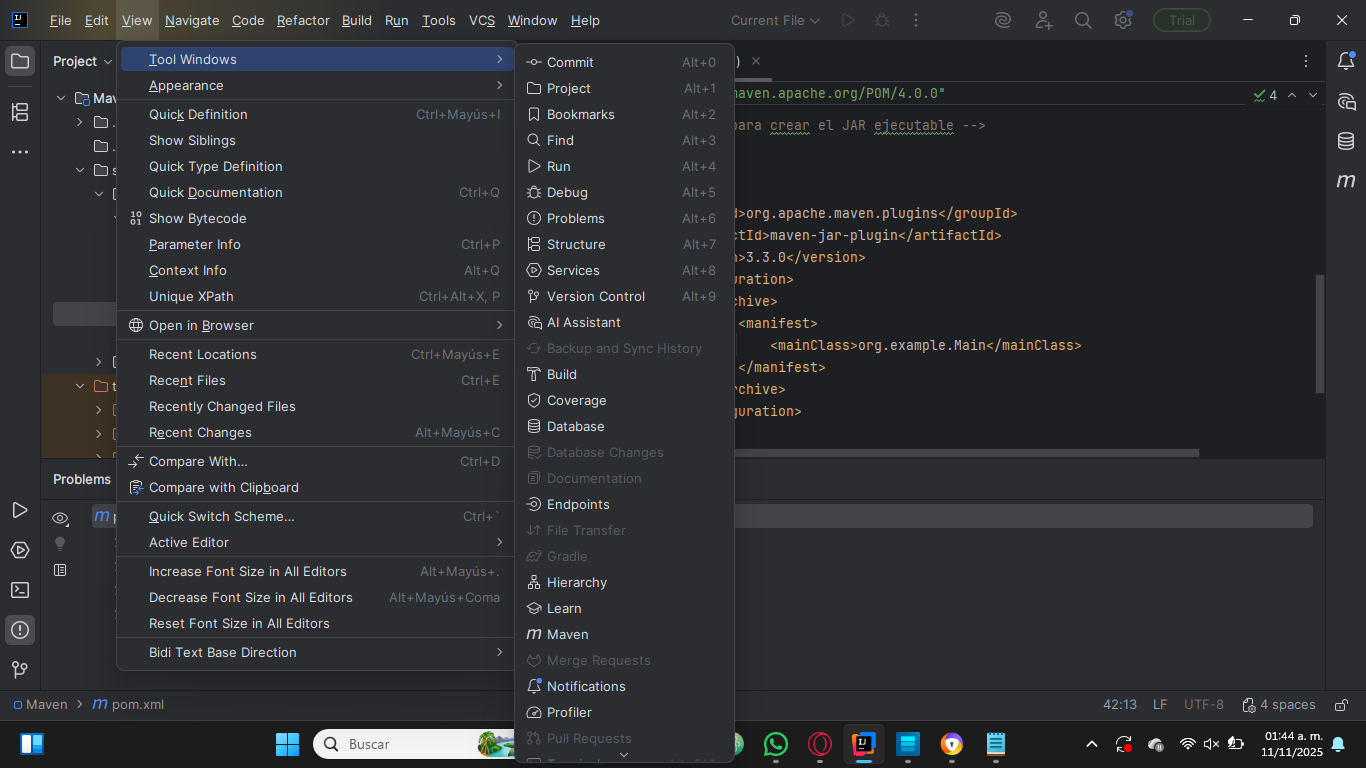 File Edit View Navigate Code Refactor Build Run Tools VCS Window Help
Current File
Trial
Project
Tool Windows
Appearance
Quick Definition Ctrl+Mayús+I
Show Siblings
Quick Type Definition
Quick Documentation Ctrl+Q
Show Bytecode
Parameter Info Ctrl+P
Context Info Alt+Q
Unique XPath Ctrl+Alt+X, P
Open in Browser
Recent Locations Ctrl+Mayús+E
Recent Files Ctrl+E
Recently Changed Files
Recent Changes Alt+Mayús+C
Compare With... Ctrl+D
Compare with Clipboard
Quick Switch Scheme... Ctrl+`
Active Editor
Increase Font Size in All Editors Alt+Mayús+.
Decrease Font Size in All Editors Alt+Mayús+Coma
Reset Font Size in All Editors
Bidi Text Base Direction
Commit Alt+0
Project Alt+1
Bookmarks Alt+2
Find Alt+3
Run Alt+4
Debug Alt+5
Problems Alt+6
Structure Alt+7
Services Alt+8
Version Control Alt+9
AI Assistant
Backup and Sync History
Build
Coverage
Database
Database Changes
Documentation
Endpoints
File Transfer
Gradle
Hierarchy
Learn
Maven
Merge Requests
Notifications
Profiler
Pull Requests
)
maven.apache.org/POM/4.0.0"
4
para crear el JAR ejecutable -->
>org.apache.maven.plugins</groupId>
ctId>maven-jar-plugin</artifactId>
>3.3.0</version>
uration>
hive>
<manifest>
<mainClass>org.example.Main</mainClass>
</manifest>
rchive>
guration>
Problems
Maven > pom.xml
42:13 LF UTF-8 4 spaces
Buscar
01:44 a. m.
11/11/2025